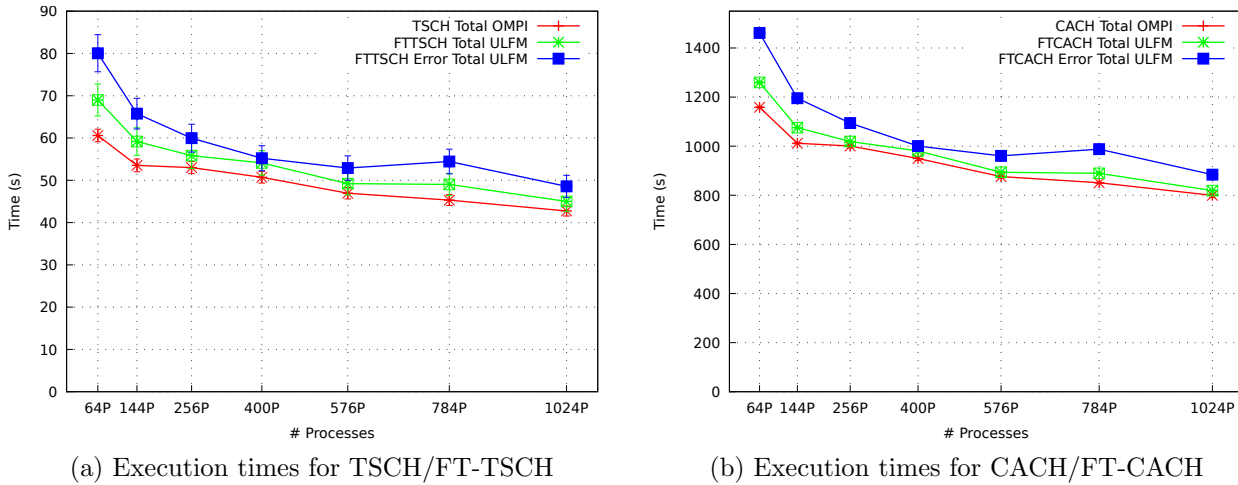 90
80
70
60
50
40
30
20
10
0
Time (s)
TSCH Total OMPI
FTTSCH Total ULFM
FTTSCH Error Total ULFM
64P 144P 256P 400P 576P 784P 1024P
# Processes
(a) Execution times for TSCH/FT-TSCH
1400
1200
1000
800
600
400
200
0
Time (s)
CACH Total OMPI
FTCACH Total ULFM
FTCACH Error Total ULFM
64P 144P 256P 400P 576P 784P 1024P
# Processes
(b) Execution times for CACH/FT-CACH